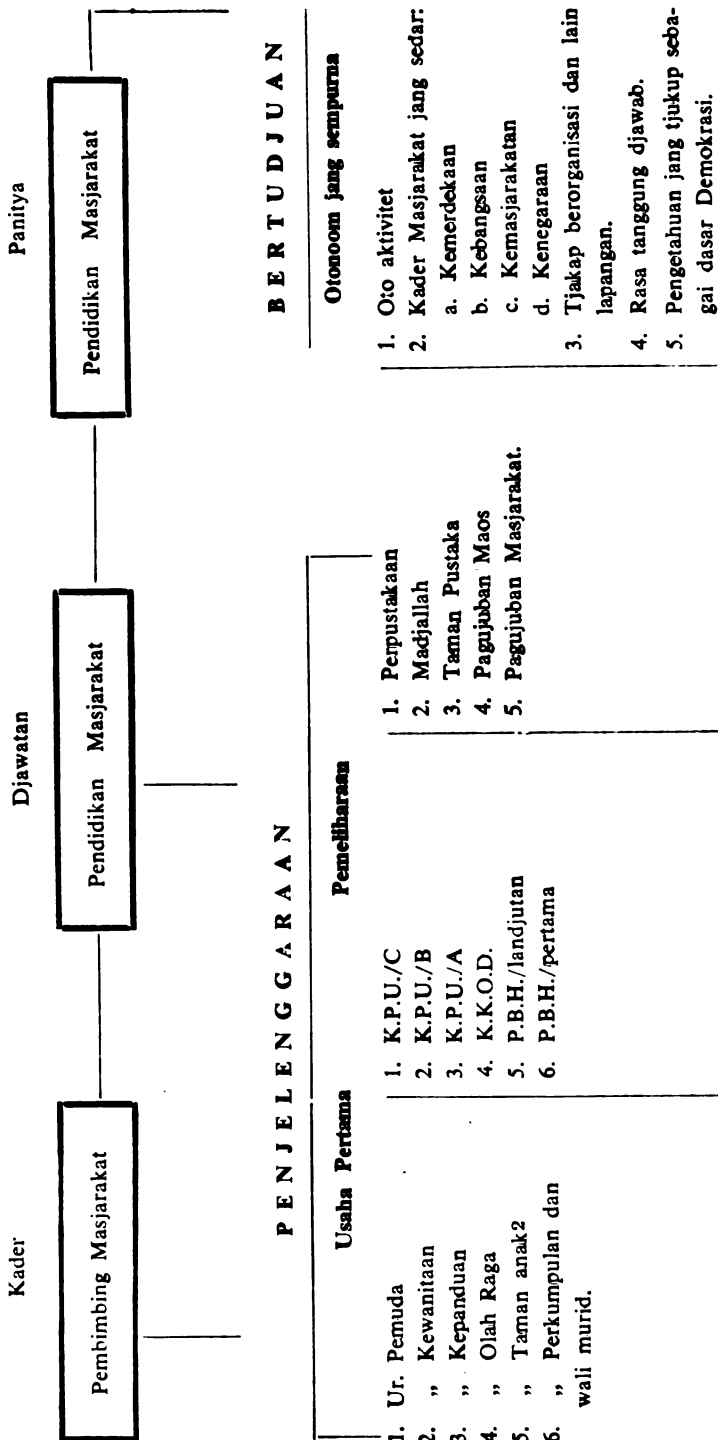 Kader
Pembimbing Masjarakat
Djawatan
Pendidikan Masjarakat
Panitya
Pendidikan Masjarakat
PENJELENGGARAAN
Usaha Pertama
1. Ur. Pemuda
2. „ Kewanitaan
3. „ Kepanduan
4. „ Olah Raga
5. „ Taman anak2
6. „ Perkumpulan dan
wali murid.
1. K.P.U./C
2. K.P.U./B
3. K.P.U./A
4. K.K.O.D.
5. P.B.H./landjutan
6. P.B.H./pertama
Pemeliharaan
1. Perpustakaan
2. Madjallah
3. Taman Pustaka
4. Pagujuban Maos
5. Pagujuban Masjarakat.
BERTUDJUAN
Otonoom jang sempurna
1. Oto aktivitet
2. Kader Masjarakat jang sedar:
a. Kemerdekaan
b. Kebangsaan
c. Kemasjarakatan
d. Kenegaraan
3. Tjakap berorganisasi dan lain
lapangan.
4. Rasa tanggung djawab.
5. Pengetahuan jang tjukup seba-
gai dasar Demokrasi.